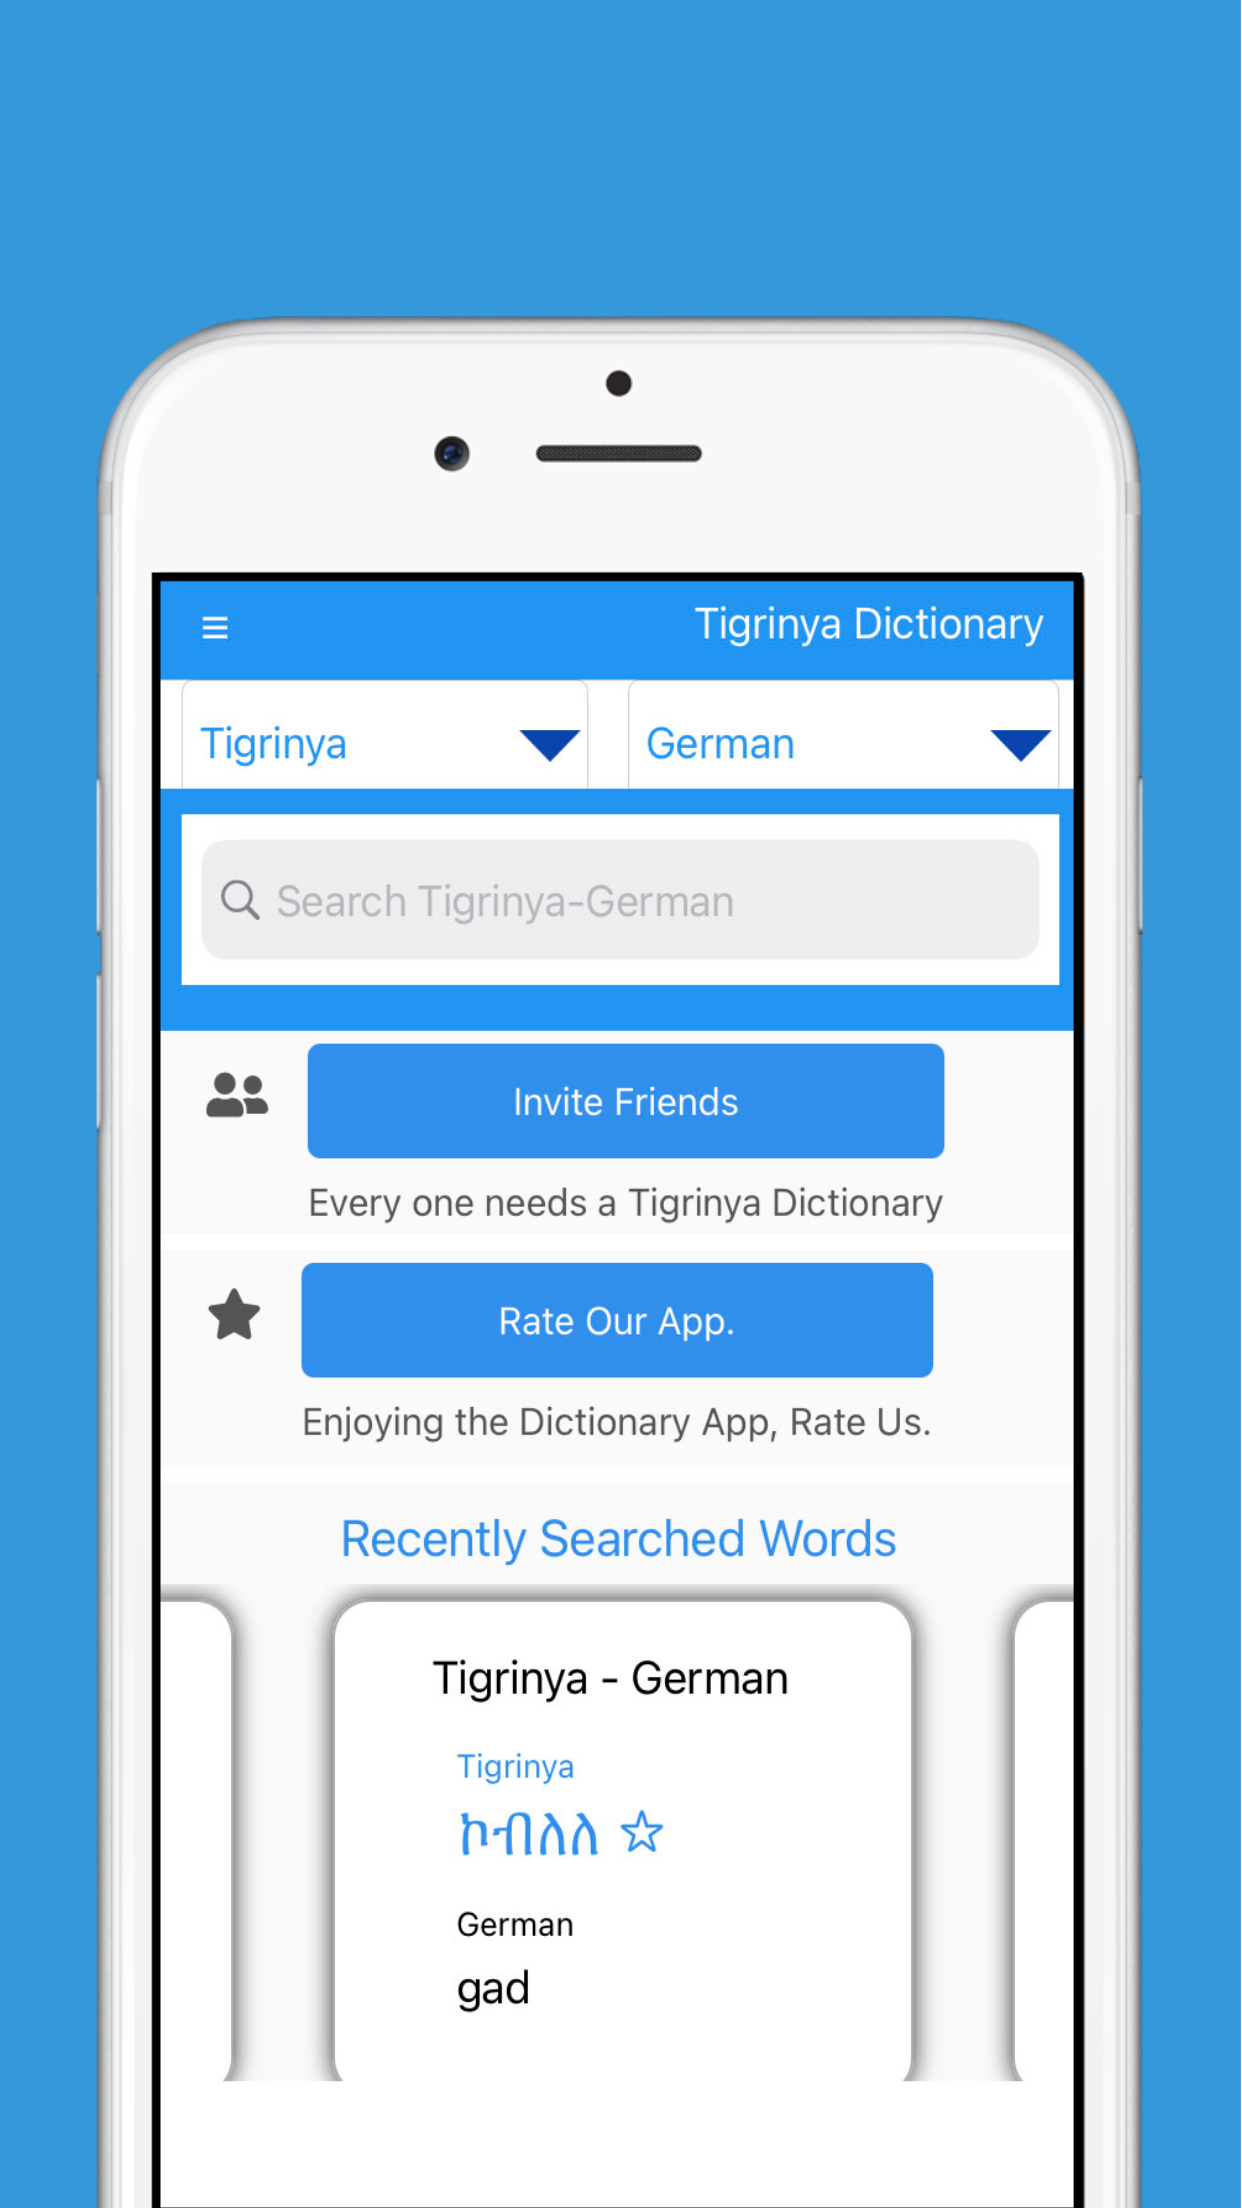 Tigrinya Dictionary
Tigrinya
German
Search Tigrinya-German
Invite Friends
Every one needs a Tigrinya Dictionary
Rate Our App.
Enjoying the Dictionary App, Rate Us.
Recently Searched Words
Tigrinya - German
Tigrinya
ኮብለለ
German
gad